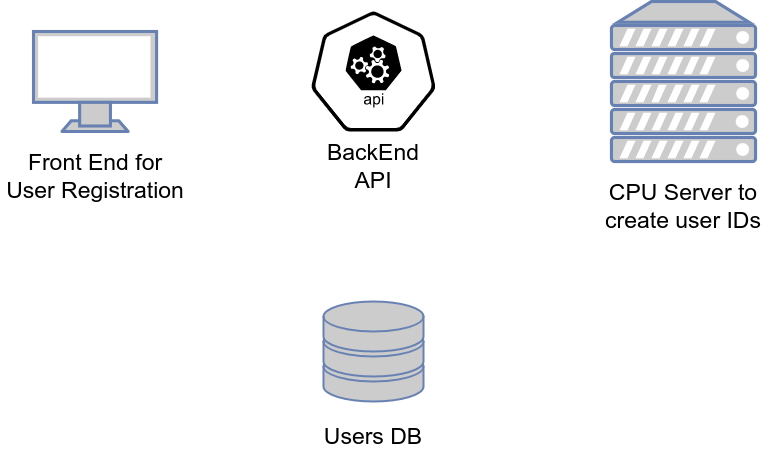 api
Front End for
User Registration
BackEnd
API
CPU Server to
create user IDs
Users DB